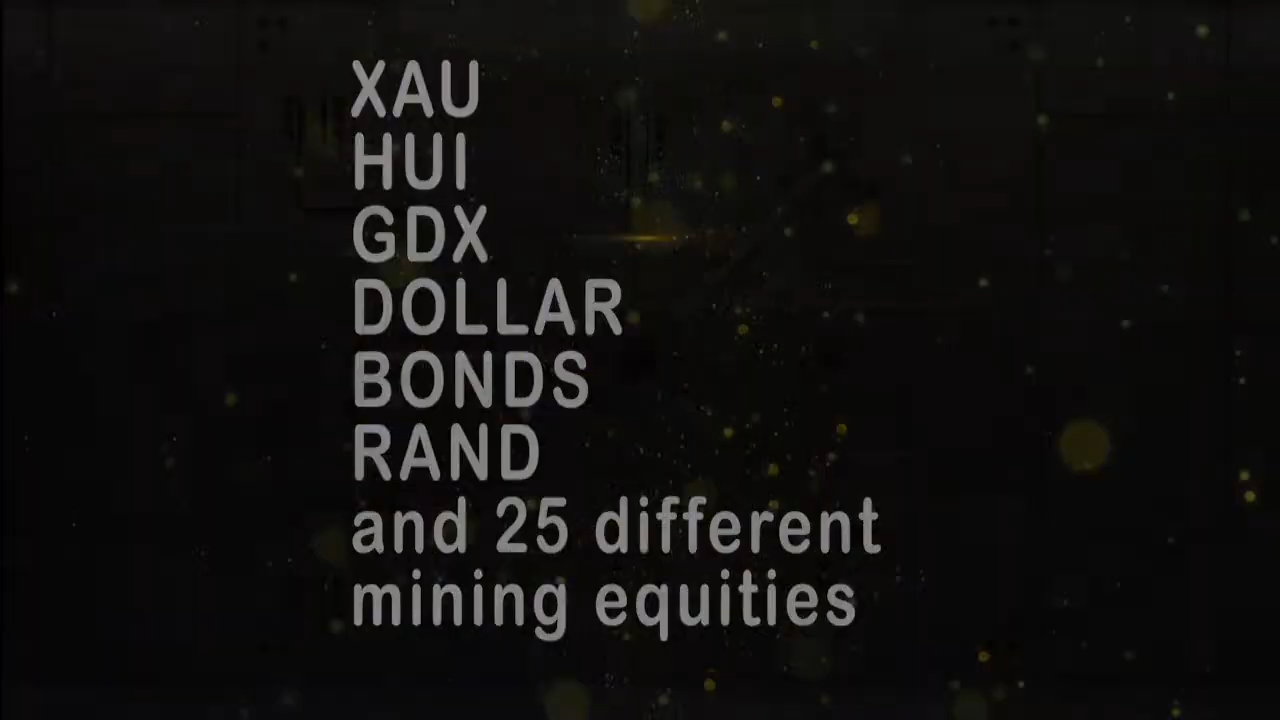 XAU
HUI
GDX
DOLLAR
BONDS
RAND
and 25 different
mining equities